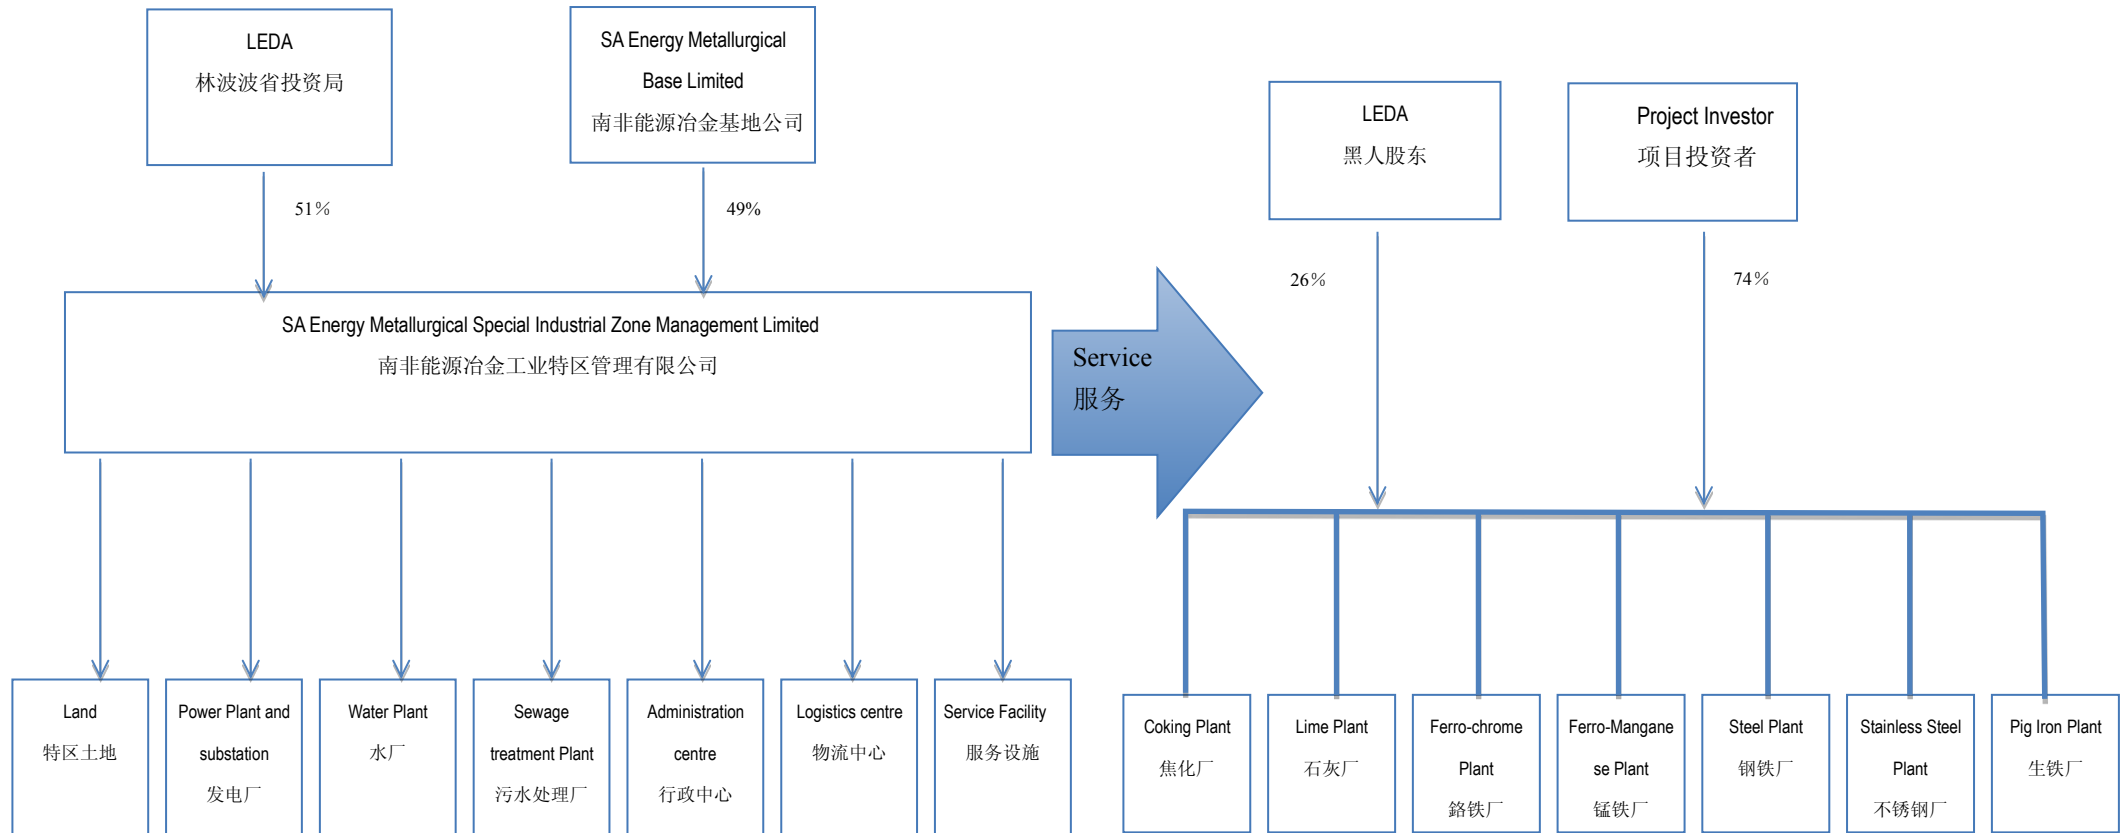 LEDA
林波波省投资局
SA Energy Metallurgical
Base Limited
南非能源冶金基地公司
LEDA
黑人股东
Project Investor
项目投资者
51%
49%
26%
74%
SA Energy Metallurgical Special Industrial Zone Management Limited
南非能源冶金工业特区管理有限公司
Service
服务
Land
特区土地
Power Plant and
substation
发电厂
Water Plant
水厂
Sewage
treatment Plant
污水处理厂
Administration
centre
行政中心
Logistics centre
物流中心
Service Facility
服务设施
Coking Plant
焦化厂
Lime Plant
石灰厂
Ferro-chrome
Plant
鉻铁厂
Ferro-Mangane
se Plant
锰铁厂
Steel Plant
钢铁厂
Stainless Steel
Plant
不锈钢厂
Pig Iron Plant
生铁厂